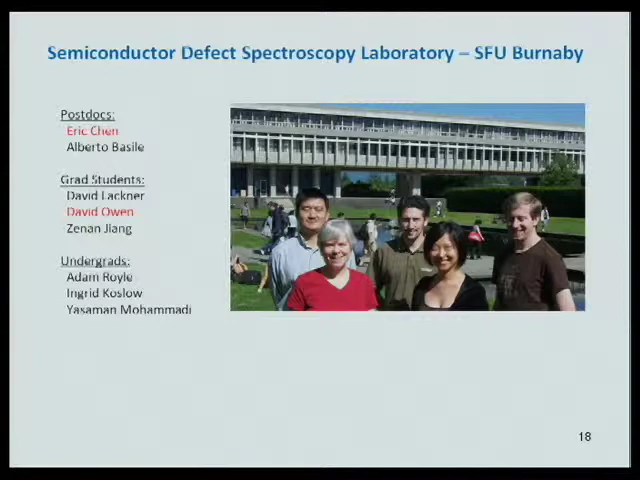 Semiconductor Defect Spectroscopy Laboratory – SFU Burnaby
Postdocs:
Eric Chen
Alberto Basile
Grad Students:
David Lackner
David Owen
Zenan Jiang
Undergrads:
Adam Royle
Ingrid Koslow
Yasaman Mohammadi
18